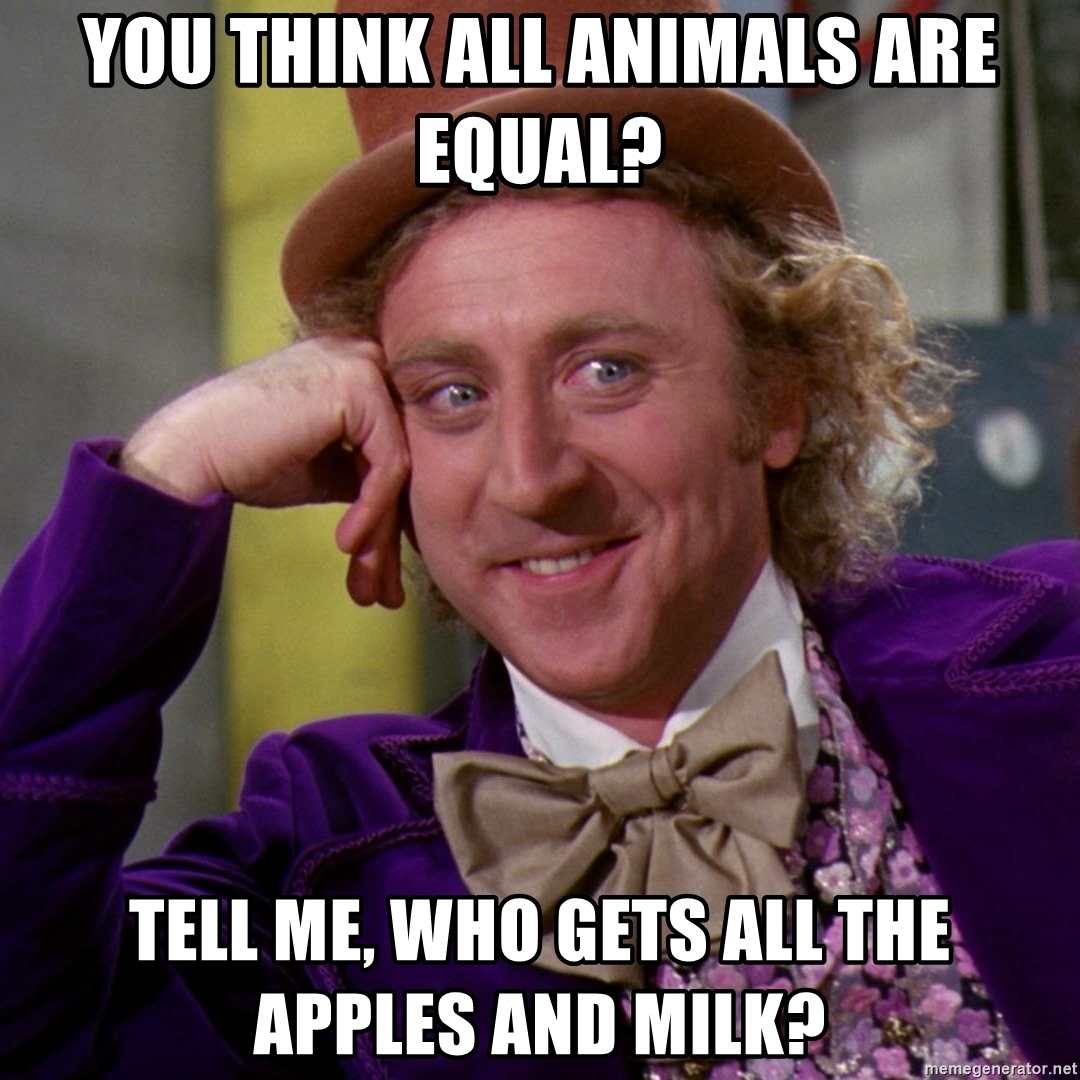 YOU THINK ALL ANIMALS ARE
EQUAL?
TELL ME, WHO GETS ALL THE
APPLES AND MILK?
memegenerator.net